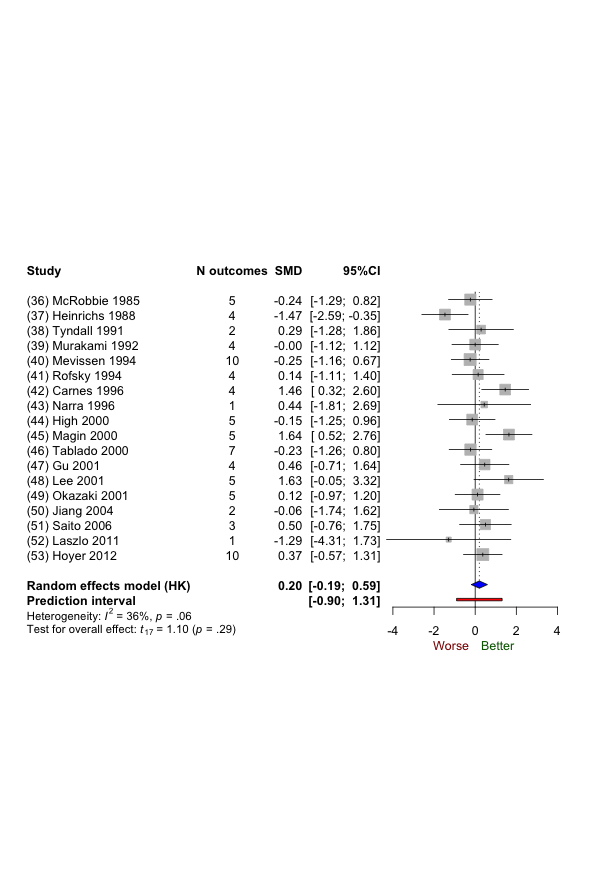 Study N outcomes SMD 95%CI
(36) McRobbie 1985 5 -0.24 [-1.29; 0.82]
(37) Heinrichs 1988 4 -1.47 [-2.59; -0.35]
(38) Tyndall 1991 2 0.29 [-1.28; 1.86]
(39) Murakami 1992 4 -0.00 [-1.12; 1.12]
(40) Mevissen 1994 10 -0.25 [-1.16; 0.67]
(41) Rofsky 1994 4 0.14 [-1.11; 1.40]
(42) Carnes 1996 4 1.46 [ 0.32; 2.60]
(43) Narra 1996 1 0.44 [-1.81; 2.69]
(44) High 2000 5 -0.15 [-1.25; 0.96]
(45) Magin 2000 5 1.64 [ 0.52; 2.76]
(46) Tablado 2000 7 -0.23 [-1.26; 0.80]
(47) Gu 2001 4 0.46 [-0.71; 1.64]
(48) Lee 2001 5 1.63 [-0.05; 3.32]
(49) Okazaki 2001 5 0.12 [-0.97; 1.20]
(50) Jiang 2004 2 -0.06 [-1.74; 1.62]
(51) Saito 2006 3 0.50 [-0.76; 1.75]
(52) Laszlo 2011 1 -1.29 [-4.31; 1.73]
(53) Hoyer 2012 10 0.37 [-0.57; 1.31]
Random effects model (HK) 0.20 [-0.19; 0.59]
Prediction interval [-0.90; 1.31]
Heterogeneity: I² = 36%, p = .06
Test for overall effect: t₁₇ = 1.10 (p = .29)
-4 -2 0 2 4
Worse Better